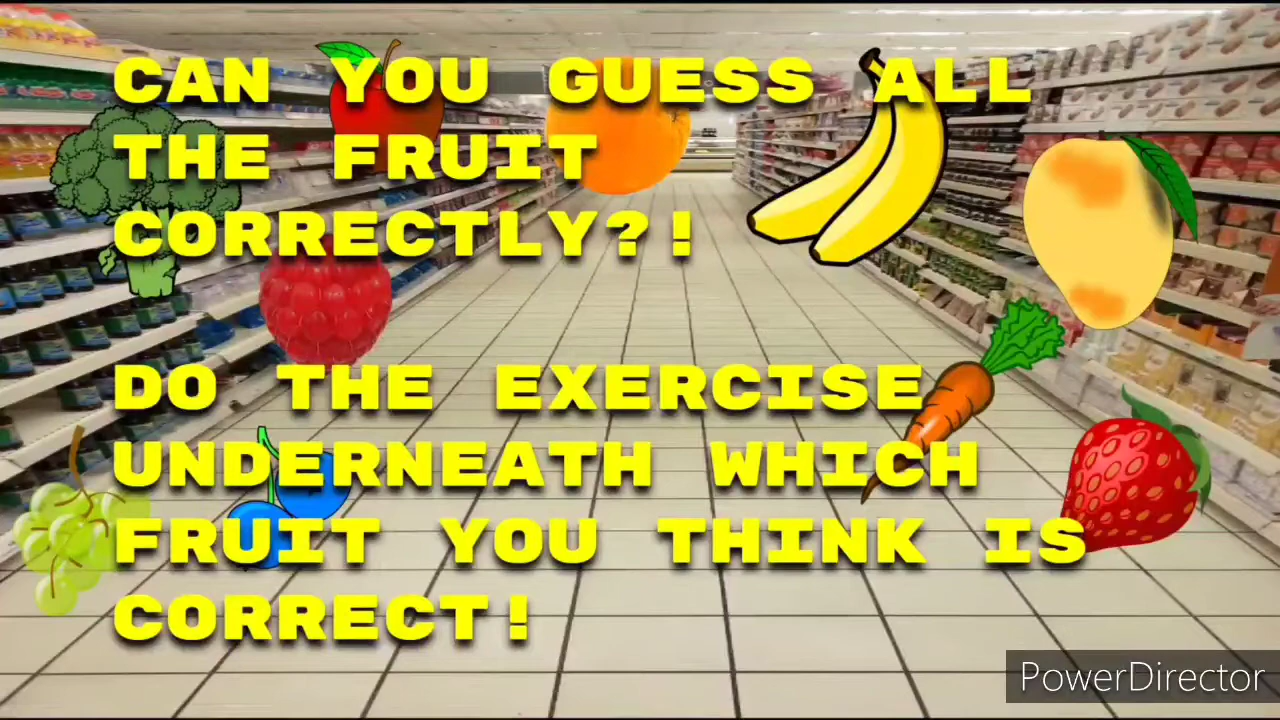 CAN YOU GUESS ALL
THE FRUIT
CORRECTLY?!
DO THE EXERCISE
UNDERNEATH WHICH
FRUIT YOU THINK IS
CORRECT!
PowerDirector